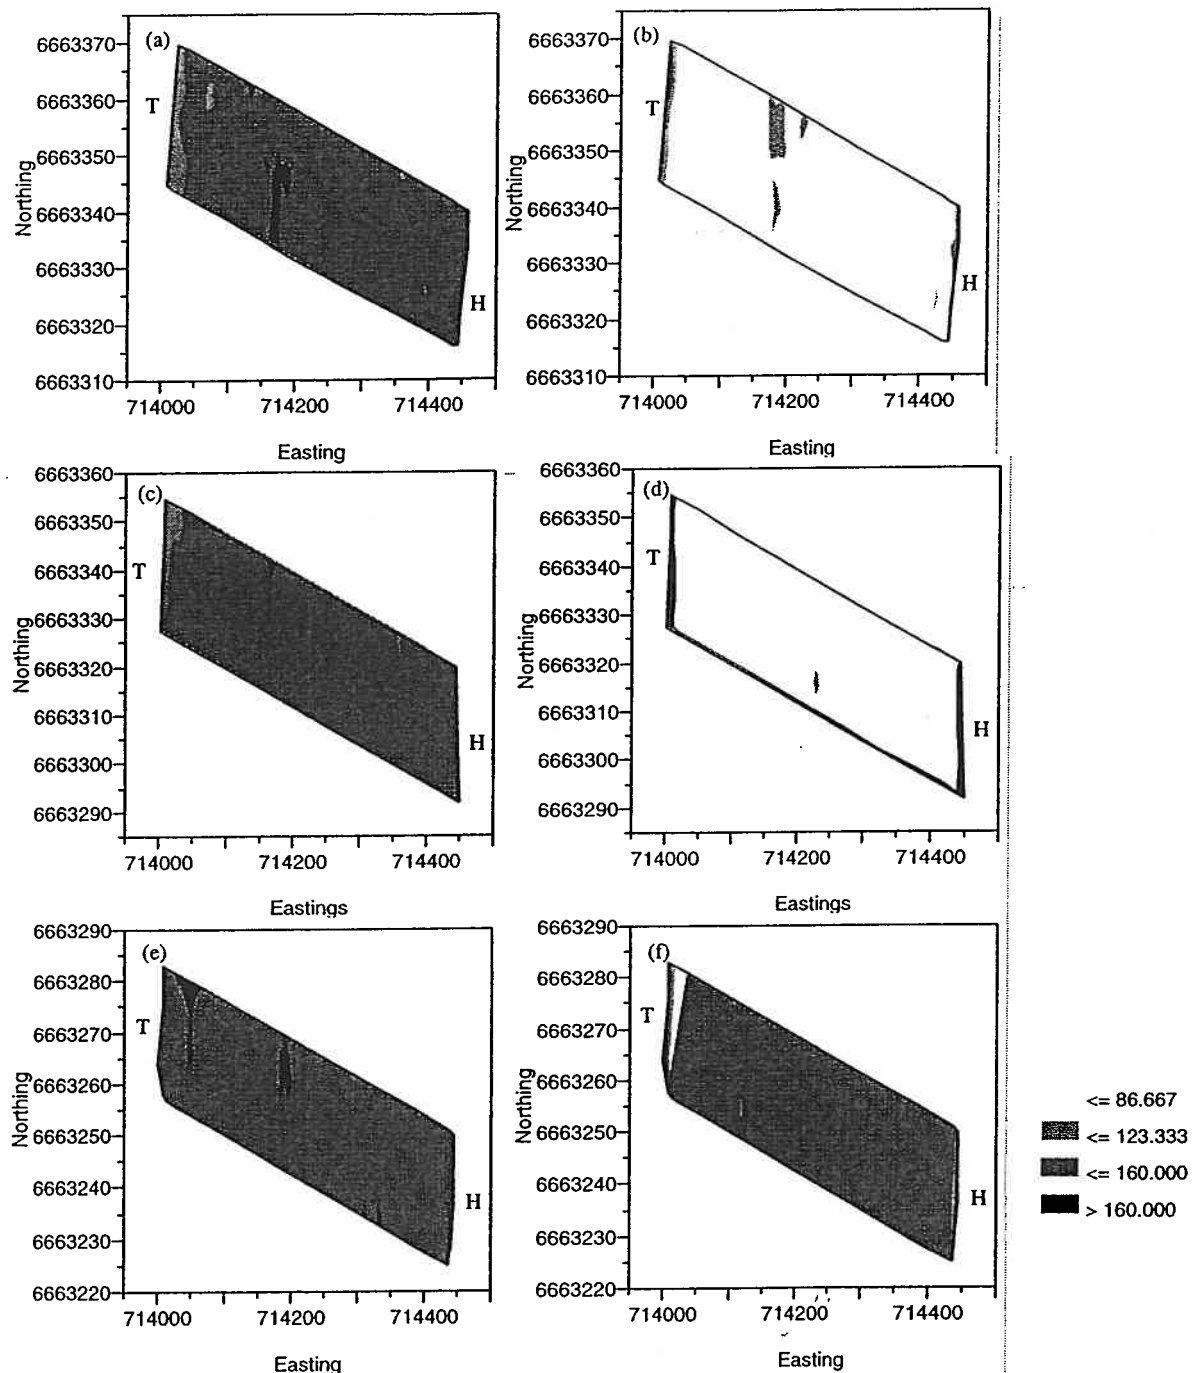 (a)
6663370
6663360
6663350
6663340
6663330
6663320
6663310
T
H
Northing
714000 714200 714400
Easting
(b)
6663370
6663360
6663350
6663340
6663330
6663320
6663310
T
H
Northing
714000 714200 714400
Easting
(c)
6663360
6663350
6663340
6663330
6663320
6663310
6663300
6663290
T
H
Northing
714000 714200 714400
Eastings
(d)
6663360
6663350
6663340
6663330
6663320
6663310
6663300
6663290
T
H
Northing
714000 714200 714400
Eastings
(e)
6663290
6663280
6663270
6663260
6663250
6663240
6663230
6663220
T
H
Northing
714000 714200 714400
Easting
(f)
6663290
6663280
6663270
6663260
6663250
6663240
6663230
6663220
T
H
Northing
714000 714200 714400
Easting
<= 86.667
<= 123.333
<= 160.000
> 160.000